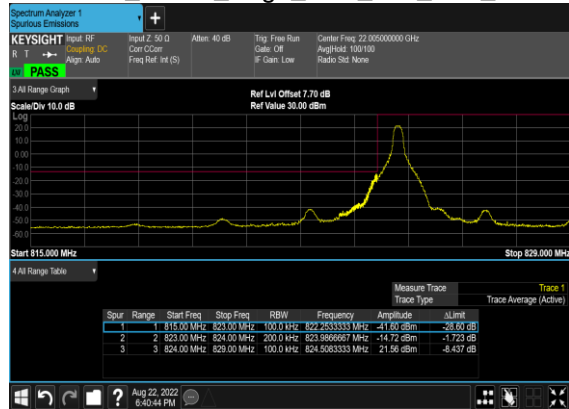 Spectrum Analyzer 1
Spurious Emissions
+
KEYSIGHT Input: RF Input Z: 50 Ω Atten: 40 dB Trig: Free Run Center Freq: 22.005000000 GHz
R T Coupling: DC Corr CCorr Gate: Off Avg|Hold: 100/100
Align: Auto Freq Ref: Int (S) IF Gain: Low Radio Std: None
PASS
3 All Range Graph
Ref Lvl Offset 7.70 dB
Scale/Div 10.0 dB Ref Value 30.00 dBm
Log
20.0
10.0
0.00
-10.0
-20.0
-30.0
-40.0
-50.0
-60.0
Start 815.000 MHz Stop 829.000 MHz
4 All Range Table
Measure Trace Trace 1
Trace Type Trace Average (Active)
Spur Range Start Freq Stop Freq RBW Frequency Amplitude ΔLimit
1 1 815.00 MHz 823.00 MHz 100.0 kHz 822.2533333 MHz -41.60 dBm -28.60 dB
2 2 823.00 MHz 824.00 MHz 200.0 kHz 823.9866667 MHz -14.72 dBm -1.723 dB
3 3 824.00 MHz 829.00 MHz 100.0 kHz 824.5083333 MHz 21.56 dBm -8.437 dB
? Aug 22, 2022
6:40:44 PM